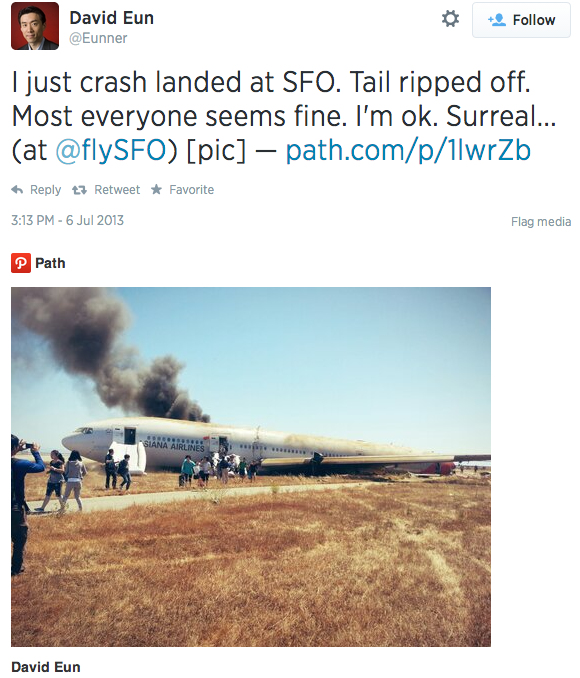 David Eun
@Eunner
Follow
I just crash landed at SFO. Tail ripped off.
Most everyone seems fine. I'm ok. Surreal...
(at @flySFO) [pic] — path.com/p/1lwrZb
Reply Retweet Favorite
3:13 PM - 6 Jul 2013
Flag media
Path
SIANA AIRLINES
David Eun